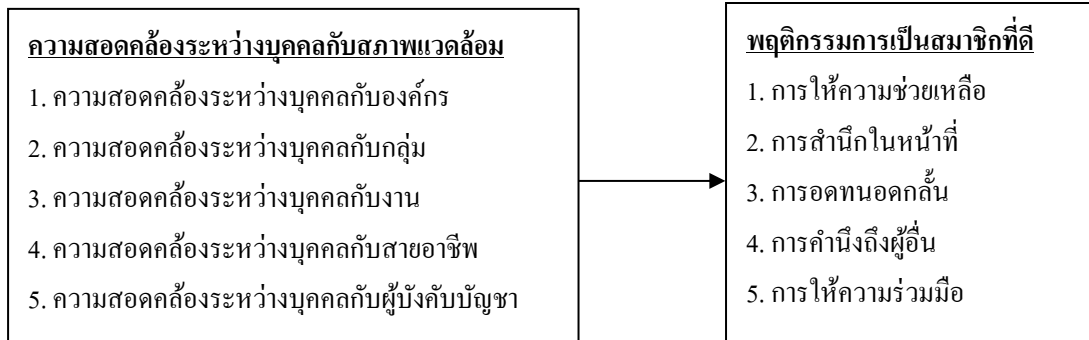 ความสอดคล้องระหว่างบุคคลกับสภาพแวดล้อม
1. ความสอดคล้องระหว่างบุคคลกับองค์กร
2. ความสอดคล้องระหว่างบุคคลกับกลุ่ม
3. ความสอดคล้องระหว่างบุคคลกับงาน
4. ความสอดคล้องระหว่างบุคคลกับสายอาชีพ
5. ความสอดคล้องระหว่างบุคคลกับผู้บังคับบัญชา
พฤติกรรมการเป็นสมาชิกที่ดี
1. การให้ความช่วยเหลือ
2. การสำนึกในหน้าที่
3. การอดทนอดกลั้น
4. การคำนึงถึงผู้อื่น
5. การให้ความร่วมมือ